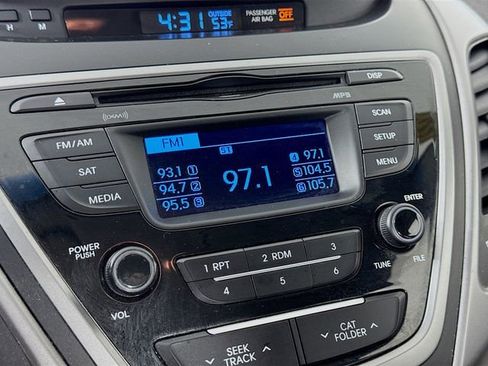 H M 4:31 OUTSIDE 53°F PASSENGER AIR BAG OFF
DISP
((XM)) MP3
FM/AM
SAT
MEDIA
FM1
ST
93.1 1
94.7 2
95.5 3
97.1
4 97.1
5 104.5
6 105.7
SCAN
SETUP
MENU
POWER
PUSH
VOL
1 RPT 2 RDM 3
4 5 6
ENTER
TUNE FILE
SEEK
TRACK
CAT
FOLDER